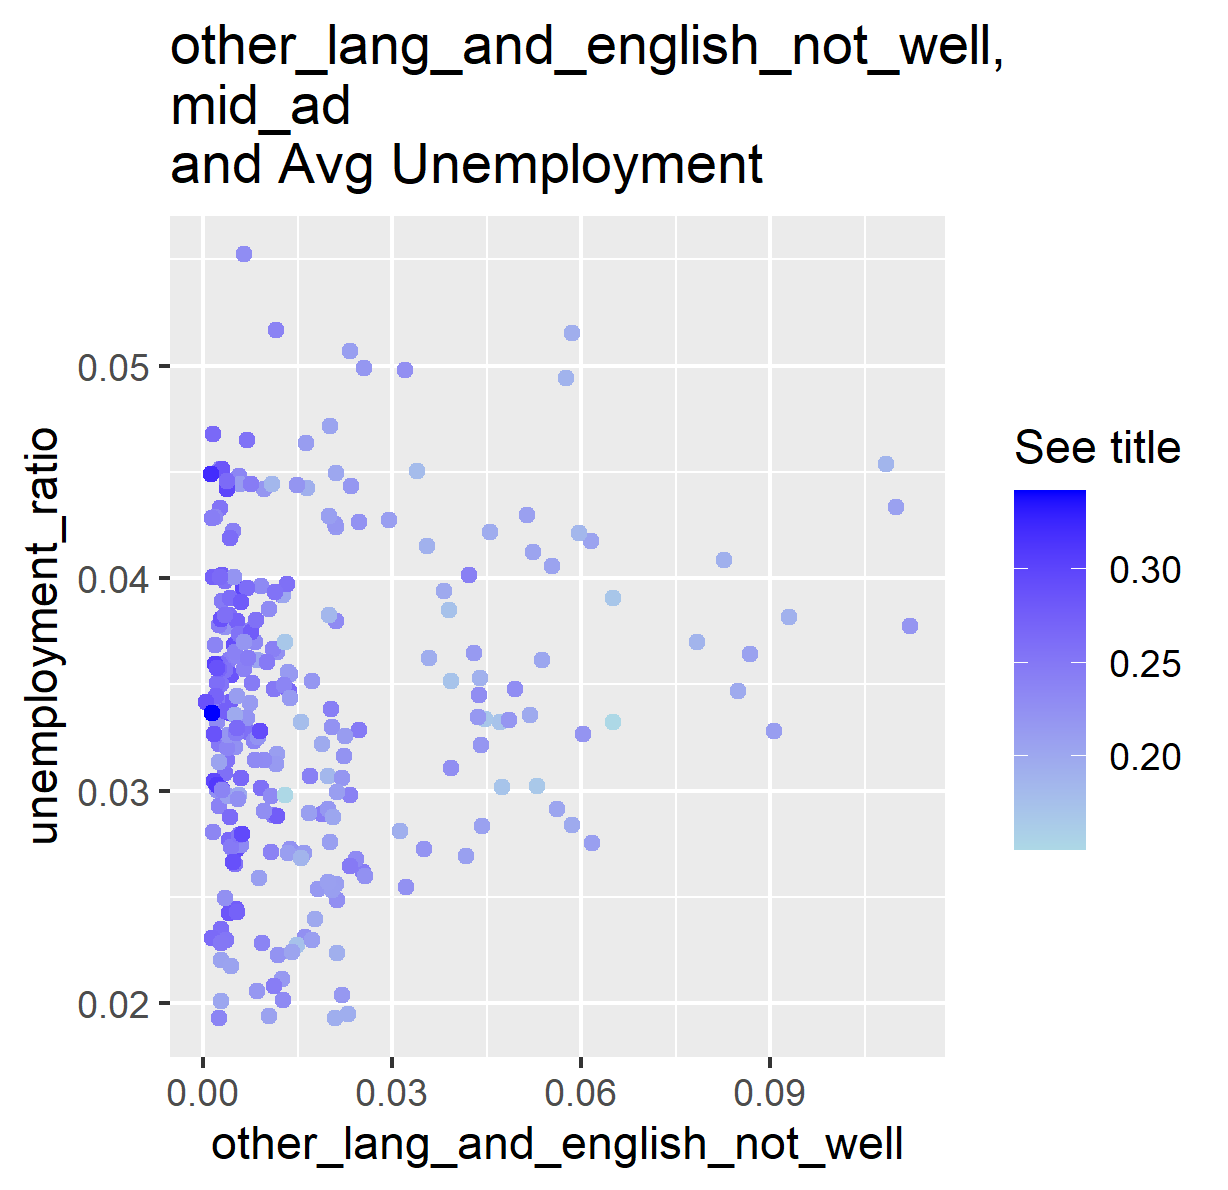 other_lang_and_english_not_well,
mid_ad
and Avg Unemployment
unemployment_ratio
0.05
0.04
0.03
0.02
0.00
0.03
0.06
0.09
other_lang_and_english_not_well
See title
0.30
0.25
0.20